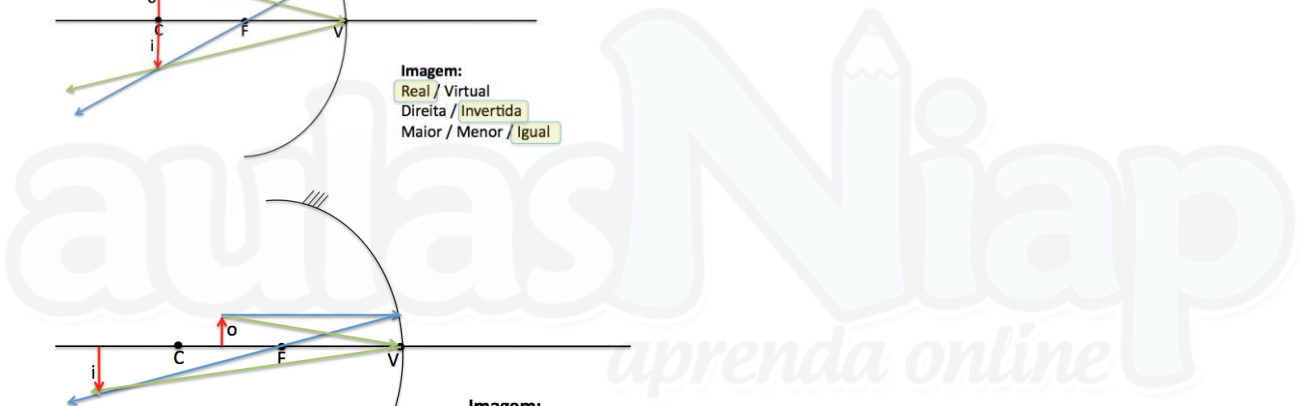 o
C F V
i
Imagem:
Real / Virtual
Direita / Invertida
Maior / Menor / Igual
aulasNiap
aprenda online
o
C F V
i
Imagem: